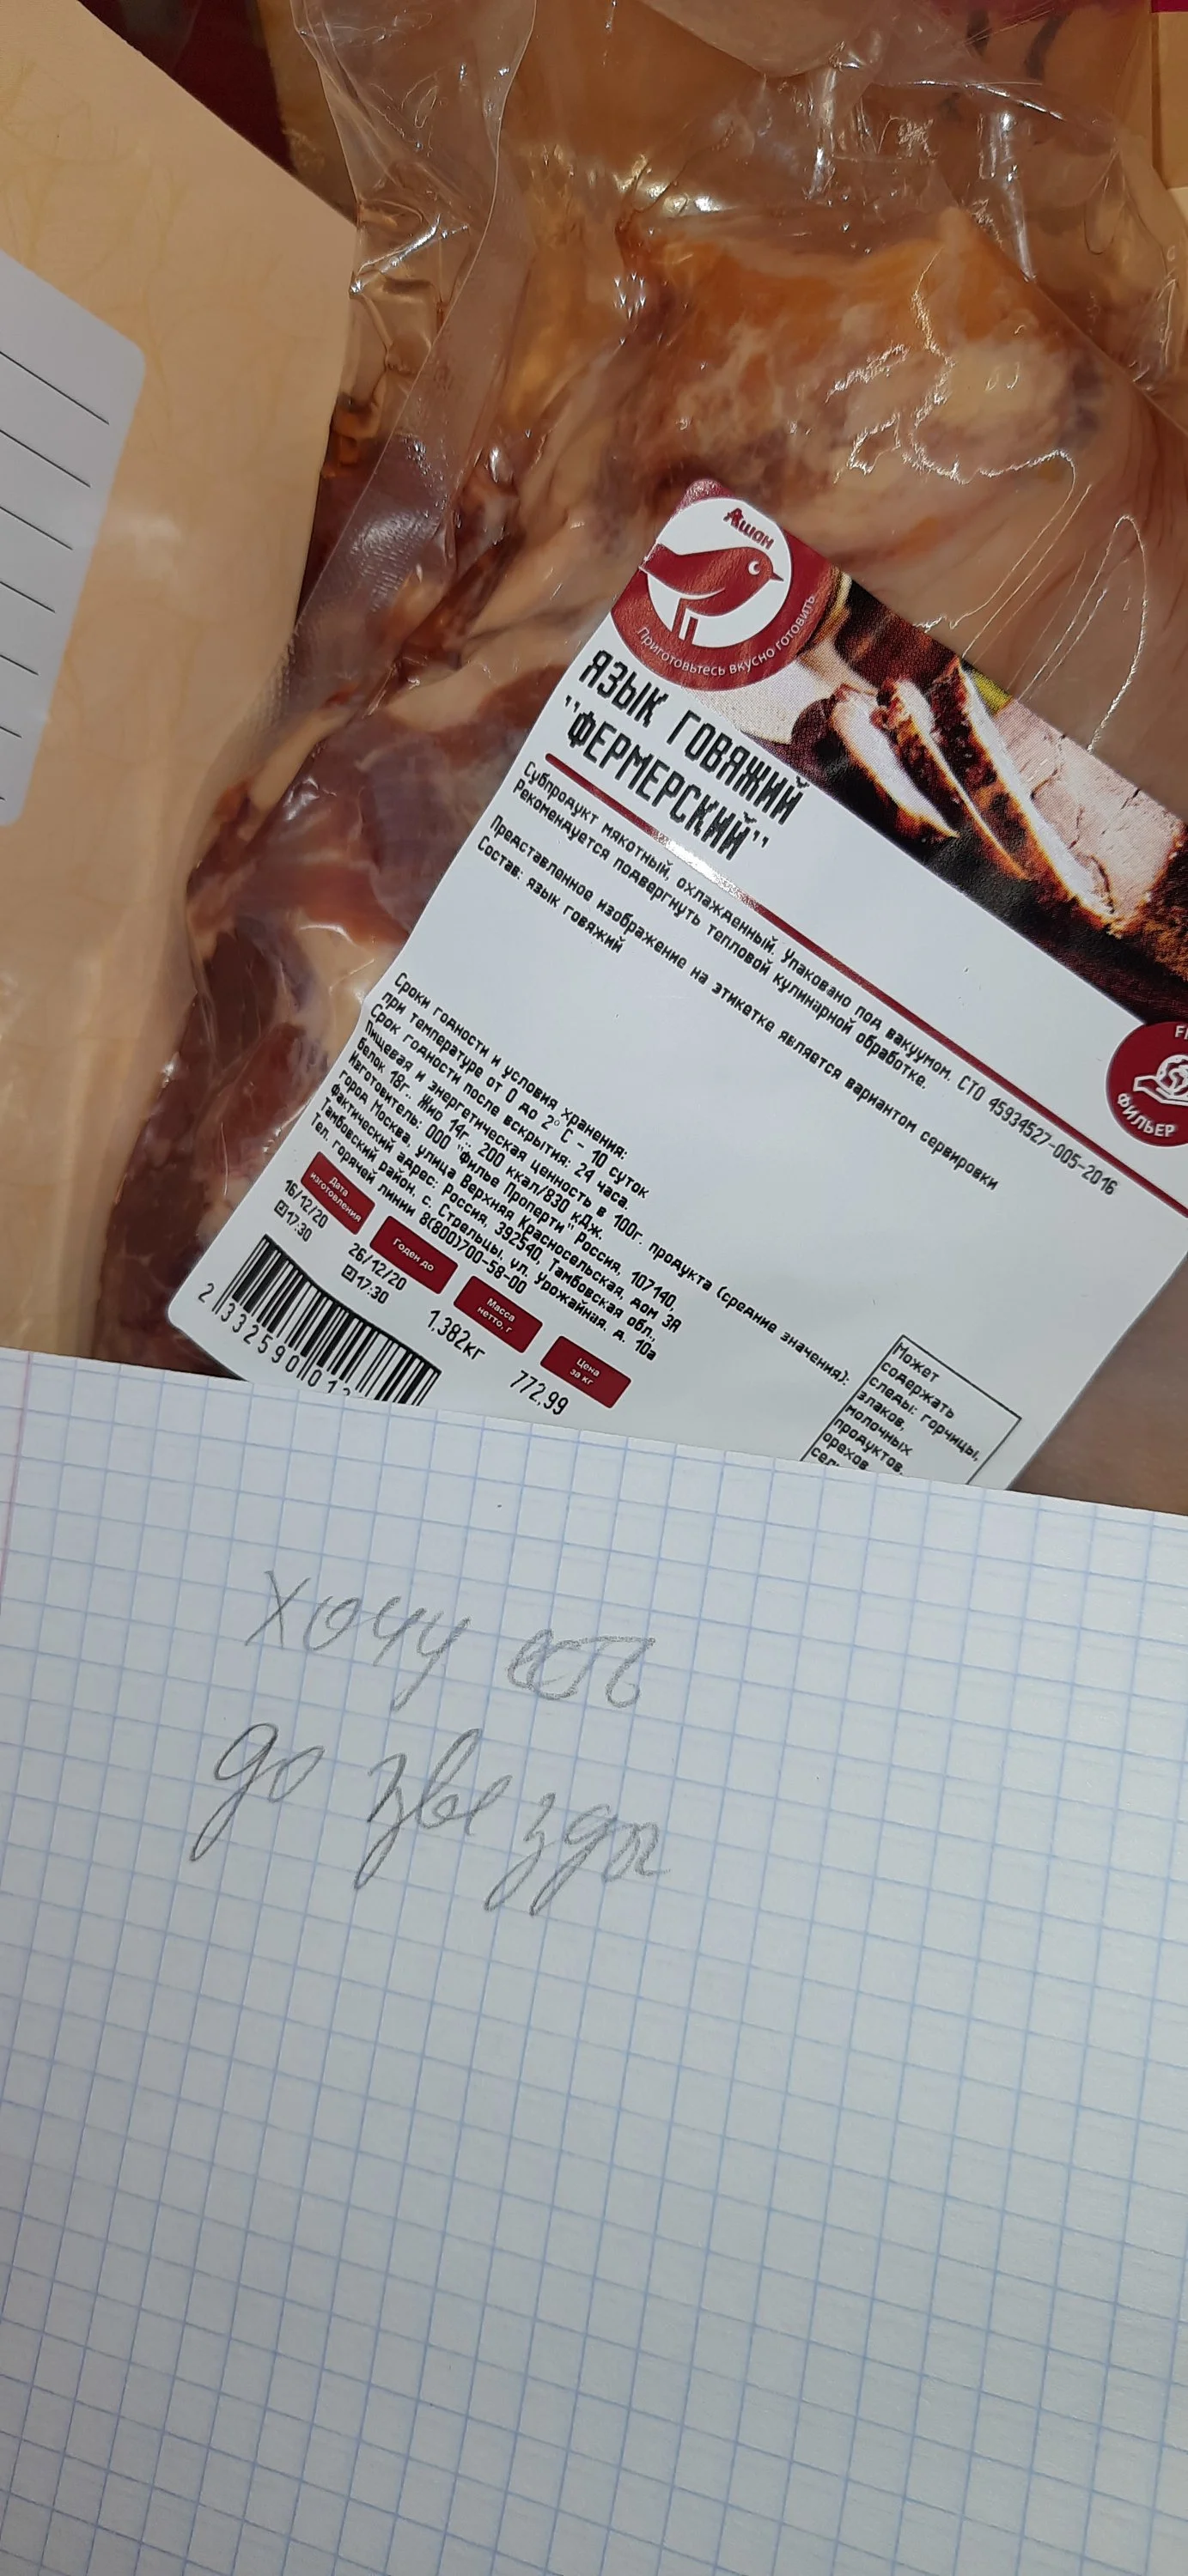 Ашан
Приготовьтесь вкусно готовить
ЯЗЫК ГОВЯЖИЙ
"ФЕРМЕРСКИЙ"
Субпродукт мякотный, охлажденный. Упаковано под вакуумом. СТО 45934527-005-2016
Рекомендуется подвергнуть тепловой кулинарной обработке.
Представленное изображение на этикетке является вариантом сервировки
Состав: язык говяжий
ФИЛЬЕР
Сроки годности и условия хранения:
при температуре от 0 до 2° С - 10 суток
Срок годности после вскрытия: 24 часа.
Пищевая и энергетическая ценность в 100г. продукта (средние значения):
белок 18г., жир 14г. 200 ккал/830 кДж.
Изготовитель: ООО "Филье Проперти" Россия, 107140,
город Москва, улица Верхняя Красносельская, дом 3А
Фактический адрес: Россия, 392540, Тамбовская обл.,
Тамбовский район, с. Стрельцы, ул. Урожайная, д. 10а
Тел. горячей линии 8(800)700-58-00
Дата
изготовления
16/12/20
17:30
Годен до
26/12/20
17:30
Масса
нетто, г
1,382кг
Цена
за кг
772,99
2 332590 01
Может
содержать
следы: горчицы,
злаков,
молочных
продуктов,
орехов
Хочу есть
до звезды